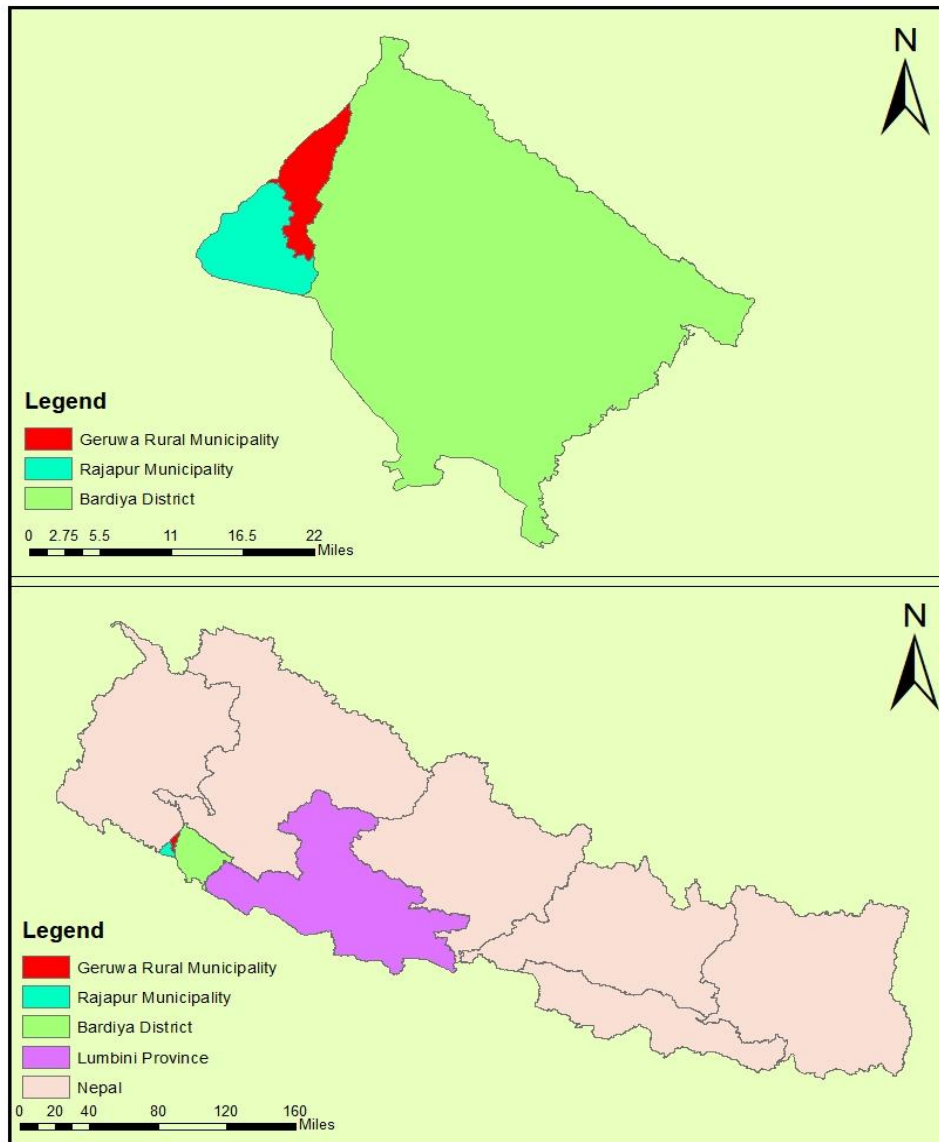 N
Legend
Geruwa Rural Municipality
Rajapur Municipality
Bardiya District
0 2.75 5.5 11 16.5 22
Miles
N
Legend
Geruwa Rural Municipality
Rajapur Municipality
Bardiya District
Lumbini Province
Nepal
0 20 40 80 120 160
Miles